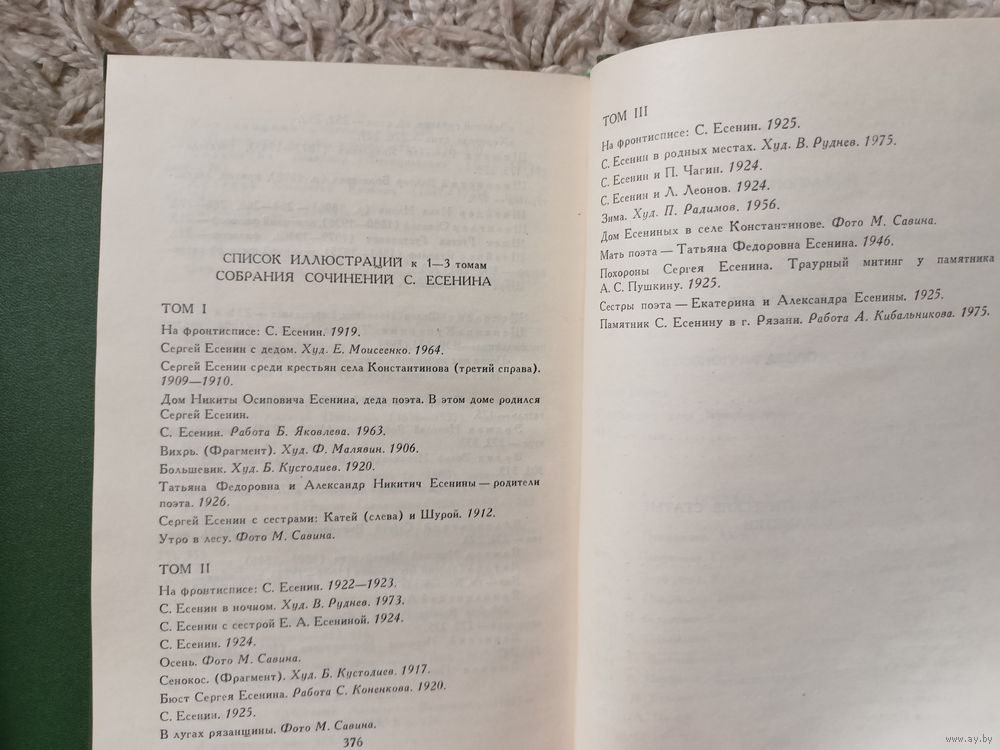 СПИСОК ИЛЛЮСТРАЦИЙ к 1—3 томам
СОБРАНИЯ СОЧИНЕНИЙ С. ЕСЕНИНА
ТОМ I
На фронтисписе: С. Есенин. 1919.
Сергей Есенин с дедом. Худ. Е. Моисеенко. 1964.
Сергей Есенин среди крестьян села Константинова (третий справа).
1909—1910.
Дом Никиты Осиповича Есенина, деда поэта. В этом доме родился
Сергей Есенин.
С. Есенин. Работа Б. Яковлева. 1963.
Вихрь. (Фрагмент). Худ. Ф. Малявин. 1906.
Большевик. Худ. Б. Кустодиев. 1920.
Татьяна Федоровна и Александр Никитич Есенины — родители
поэта. 1926.
Сергей Есенин с сестрами: Катей (слева) и Шурой. 1912.
Утро в лесу. Фото М. Савина.
ТОМ II
На фронтисписе: С. Есенин. 1922—1923.
С. Есенин в ночном. Худ. В. Руднев. 1973.
С. Есенин с сестрой Е. А. Есениной. 1924.
С. Есенин. 1924.
Осень. Фото М. Савина.
Сенокос. (Фрагмент). Худ. Б. Кустодиев. 1917.
Бюст Сергея Есенина. Работа С. Коненкова. 1920.
С. Есенин. 1925.
В лугах рязанщины. Фото М. Савина.
376
ТОМ III
На фронтисписе: С. Есенин. 1925.
С. Есенин в родных местах. Худ. В. Руднев. 1975.
С. Есенин и П. Чагин. 1924.
С. Есенин и Л. Леонов. 1924.
Зима. Худ. П. Радимов. 1956.
Дом Есениных в селе Константинове. Фото М. Савина.
Мать поэта — Татьяна Федоровна Есенина. 1946.
Похороны Сергея Есенина. Траурный митинг у памятника
А. С. Пушкину. 1925.
Сестры поэта — Екатерина и Александра Есенины. 1925.
Памятник С. Есенину в г. Рязани. Работа А. Кибальникова. 1975.
www.ay.by